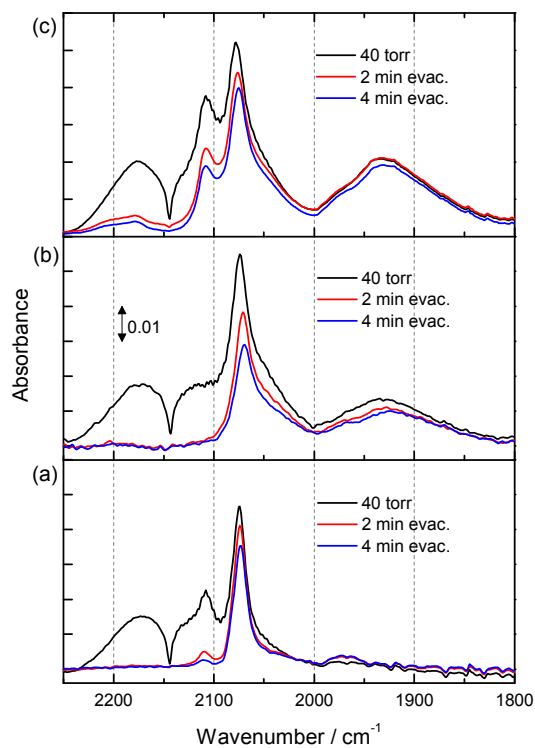 (c)
40 torr
2 min evac.
4 min evac.
(b)
40 torr
2 min evac.
4 min evac.
0.01
Absorbance
(a)
40 torr
2 min evac.
4 min evac.
2200 2100 2000 1900 1800
Wavenumber / cm⁻¹